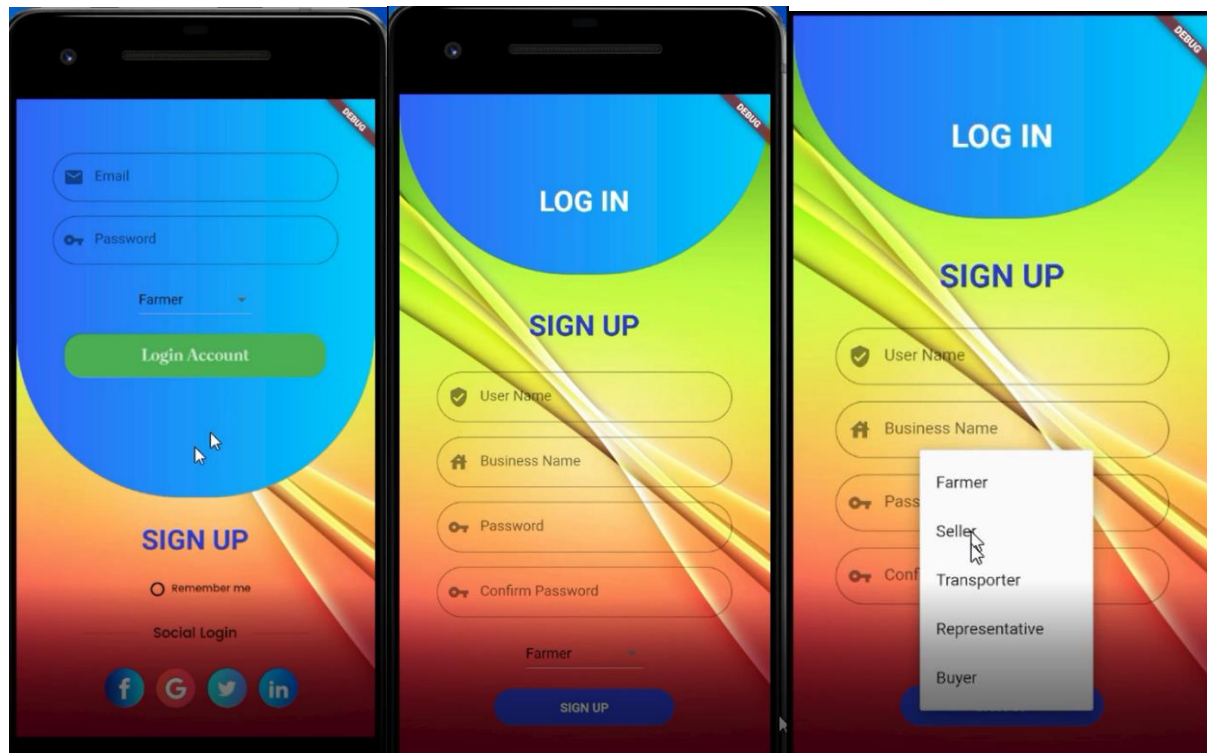 DEBUG
Email
Password
Farmer
Login Account
SIGN UP
Remember me
Social Login
f G in
DEBUG
LOG IN
SIGN UP
User Name
Business Name
Password
Confirm Password
Farmer
SIGN UP
DEBUG
LOG IN
SIGN UP
User Name
Business Name
Pass
Conf
Farmer
Seller
Transporter
Representative
Buyer